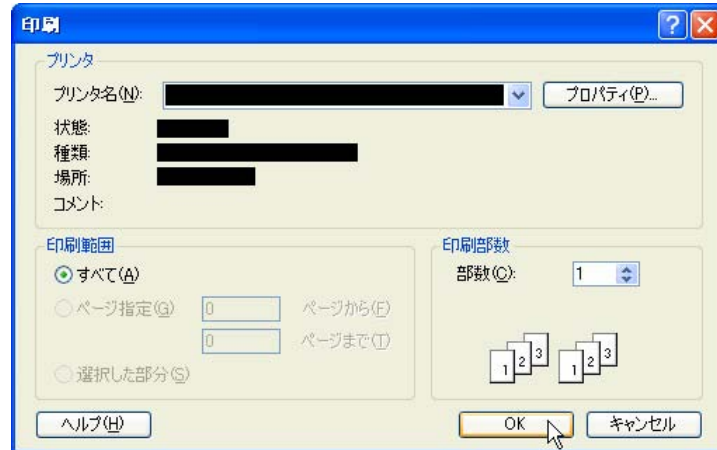 印刷
プリンタ
プリンタ名(N): プロパティ(P)...
状態:
種類:
場所:
コメント:
印刷範囲
すべて(A)
ページ指定(G) 0 ページから(F)
0 ページまで(T)
選択した部分(S)
印刷部数
部数(C): 1
1 2 3 1 2 3
ヘルプ(H) OK キャンセル